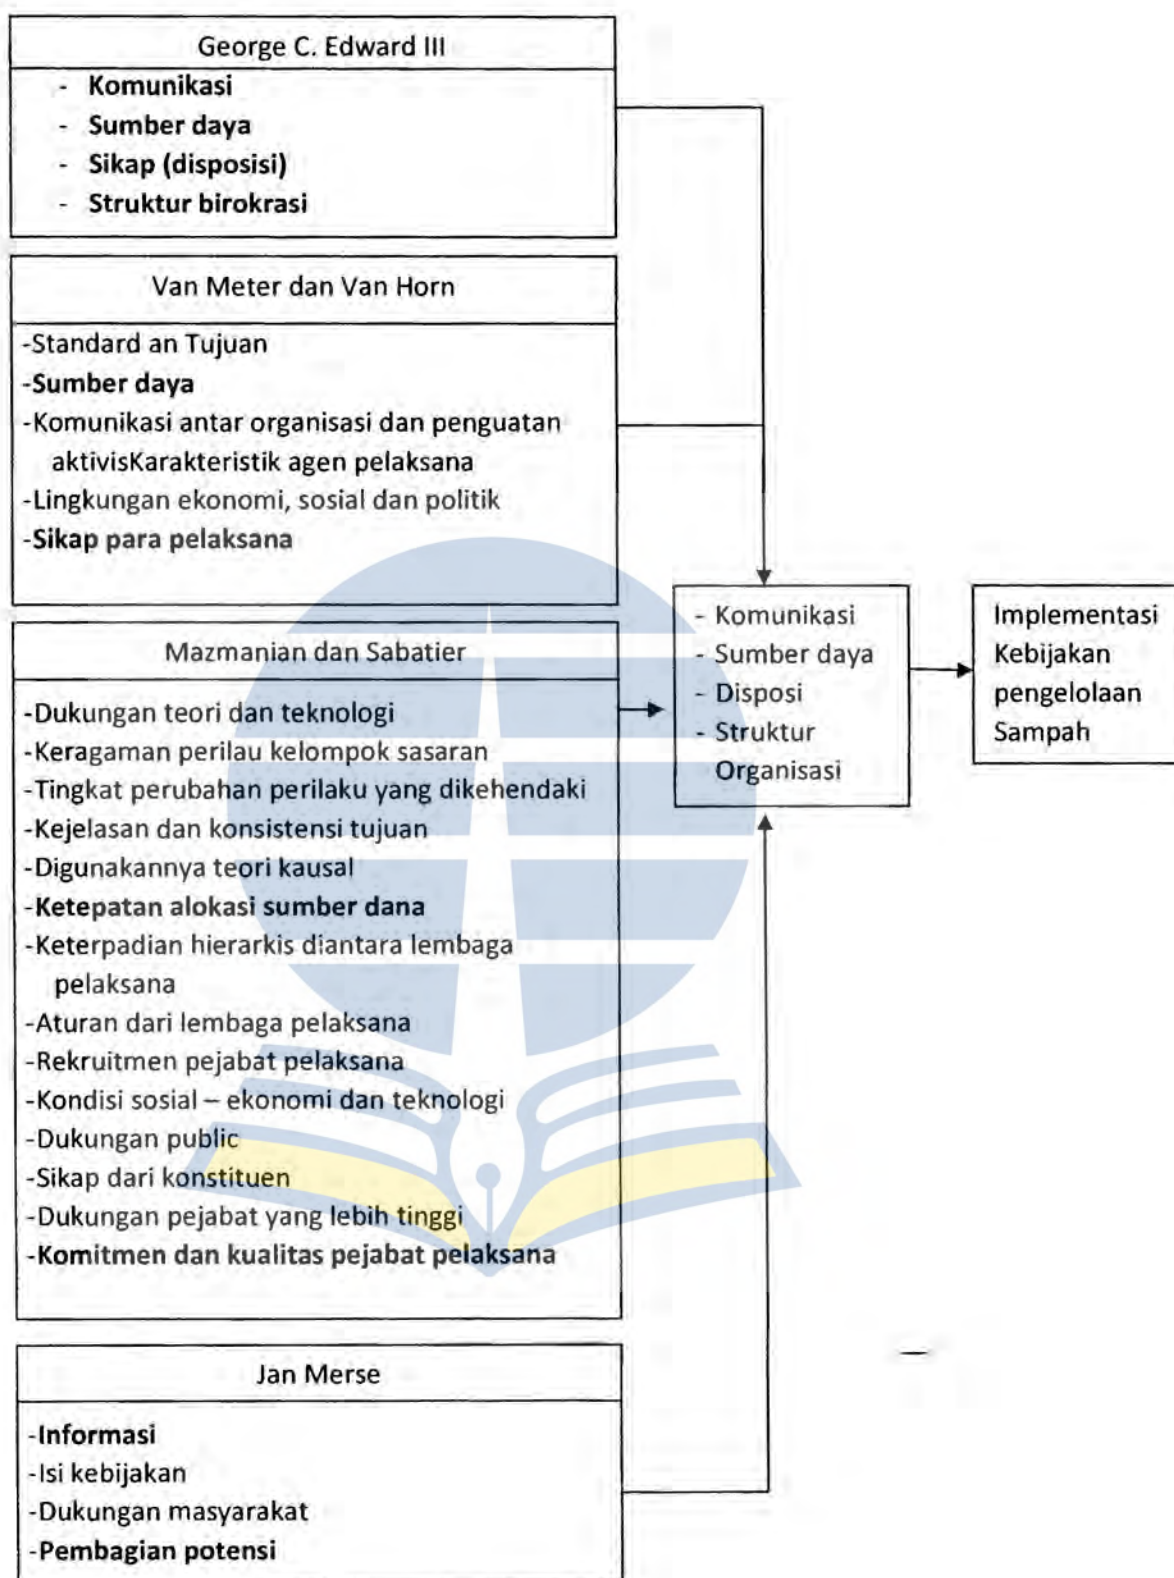 George C. Edward III
- Komunikasi
- Sumber daya
- Sikap (disposisi)
- Struktur birokrasi
Van Meter dan Van Horn
-Standard an Tujuan
-Sumber daya
-Komunikasi antar organisasi dan penguatan
aktivisKarakteristik agen pelaksana
-Lingkungan ekonomi, sosial dan politik
-Sikap para pelaksana
Mazmanian dan Sabatier
-Dukungan teori dan teknologi
-Keragaman perilau kelompok sasaran
-Tingkat perubahan perilaku yang dikehendaki
-Kejelasan dan konsistensi tujuan
-Digunakannya teori kausal
-Ketepatan alokasi sumber dana
-Keterpadian hierarkis diantara lembaga
pelaksana
-Aturan dari lembaga pelaksana
-Rekruitmen pejabat pelaksana
-Kondisi sosial – ekonomi dan teknologi
-Dukungan public
-Sikap dari konstituen
-Dukungan pejabat yang lebih tinggi
-Komitmen dan kualitas pejabat pelaksana
Jan Merse
-Informasi
-Isi kebijakan
-Dukungan masyarakat
-Pembagian potensi
- Komunikasi
- Sumber daya
- Disposi
- Struktur
Organisasi
Implementasi
Kebijakan
pengelolaan
Sampah